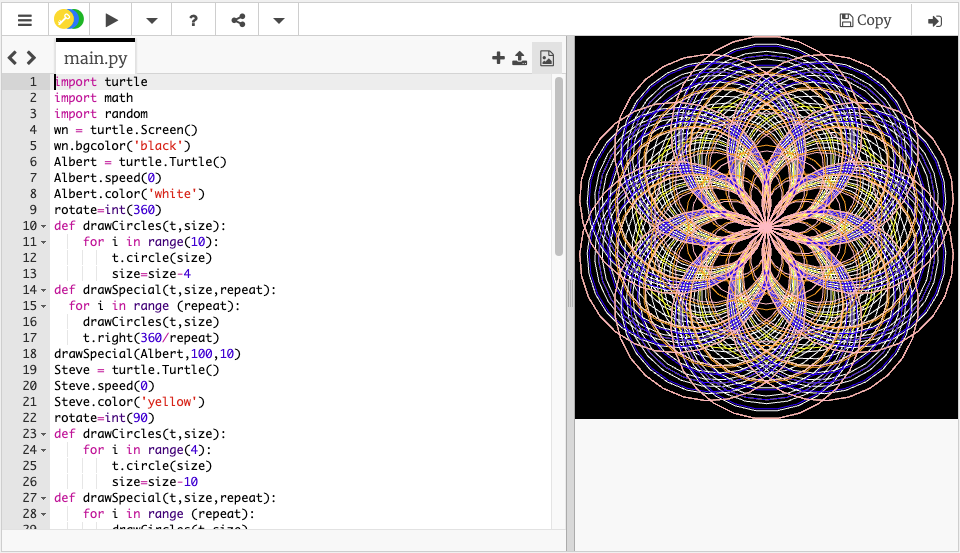 ?
Copy
main.py
1 import turtle
2 import math
3 import random
4 wn = turtle.Screen()
5 wn.bgcolor('black')
6 Albert = turtle.Turtle()
7 Albert.speed(0)
8 Albert.color('white')
9 rotate=int(360)
10 def drawCircles(t,size):
11     for i in range(10):
12         t.circle(size)
13         size=size-4
14 def drawSpecial(t,size,repeat):
15   for i in range (repeat):
16     drawCircles(t,size)
17     t.right(360/repeat)
18 drawSpecial(Albert,100,10)
19 Steve = turtle.Turtle()
20 Steve.speed(0)
21 Steve.color('yellow')
22 rotate=int(90)
23 def drawCircles(t,size):
24     for i in range(4):
25         t.circle(size)
26         size=size-10
27 def drawSpecial(t,size,repeat):
28     for i in range (repeat):
29         drawCircles(t,size)